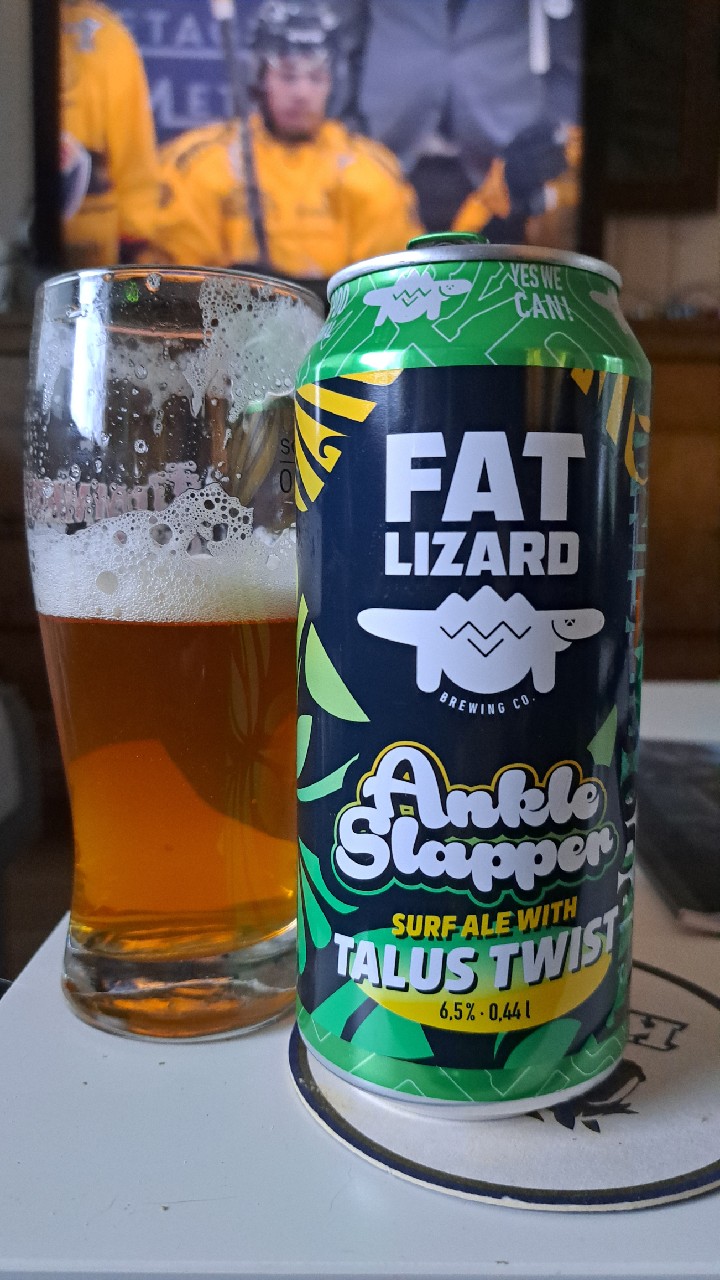 YES WE
CAN!
FAT
LIZARD
BREWING CO.
Ankle
Slapper
SURF ALE WITH
TALUS TWIST
6,5% · 0,44 l